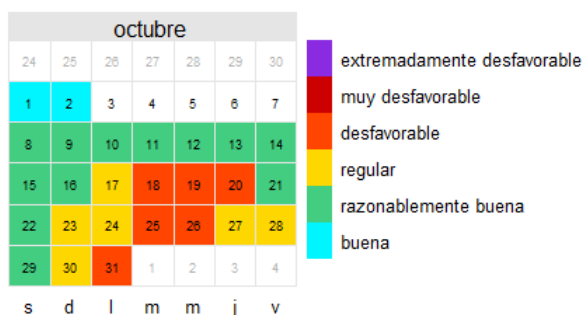 octubre
24 25 26 27 28 29 30
1 2 3 4 5 6 7
8 9 10 11 12 13 14
15 16 17 18 19 20 21
22 23 24 25 26 27 28
29 30 31 1 2 3 4
s d l m m j v
extremadamente desfavorable
muy desfavorable
desfavorable
regular
razonablemente buena
buena